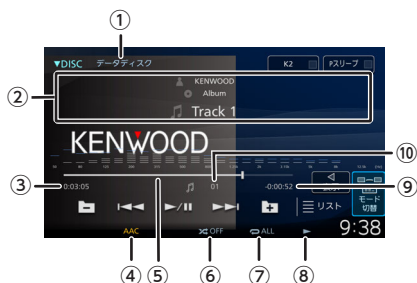 ①
▼DISC データディスク K2 Pスリープ
②
KENWOOD
Album
Track 1
KENWOOD
⑩
③ 0:03:05 01 -0:00:52 ⑨
リスト モード切替
AAC OFF ALL 9:38
④ ⑤ ⑥ ⑦ ⑧